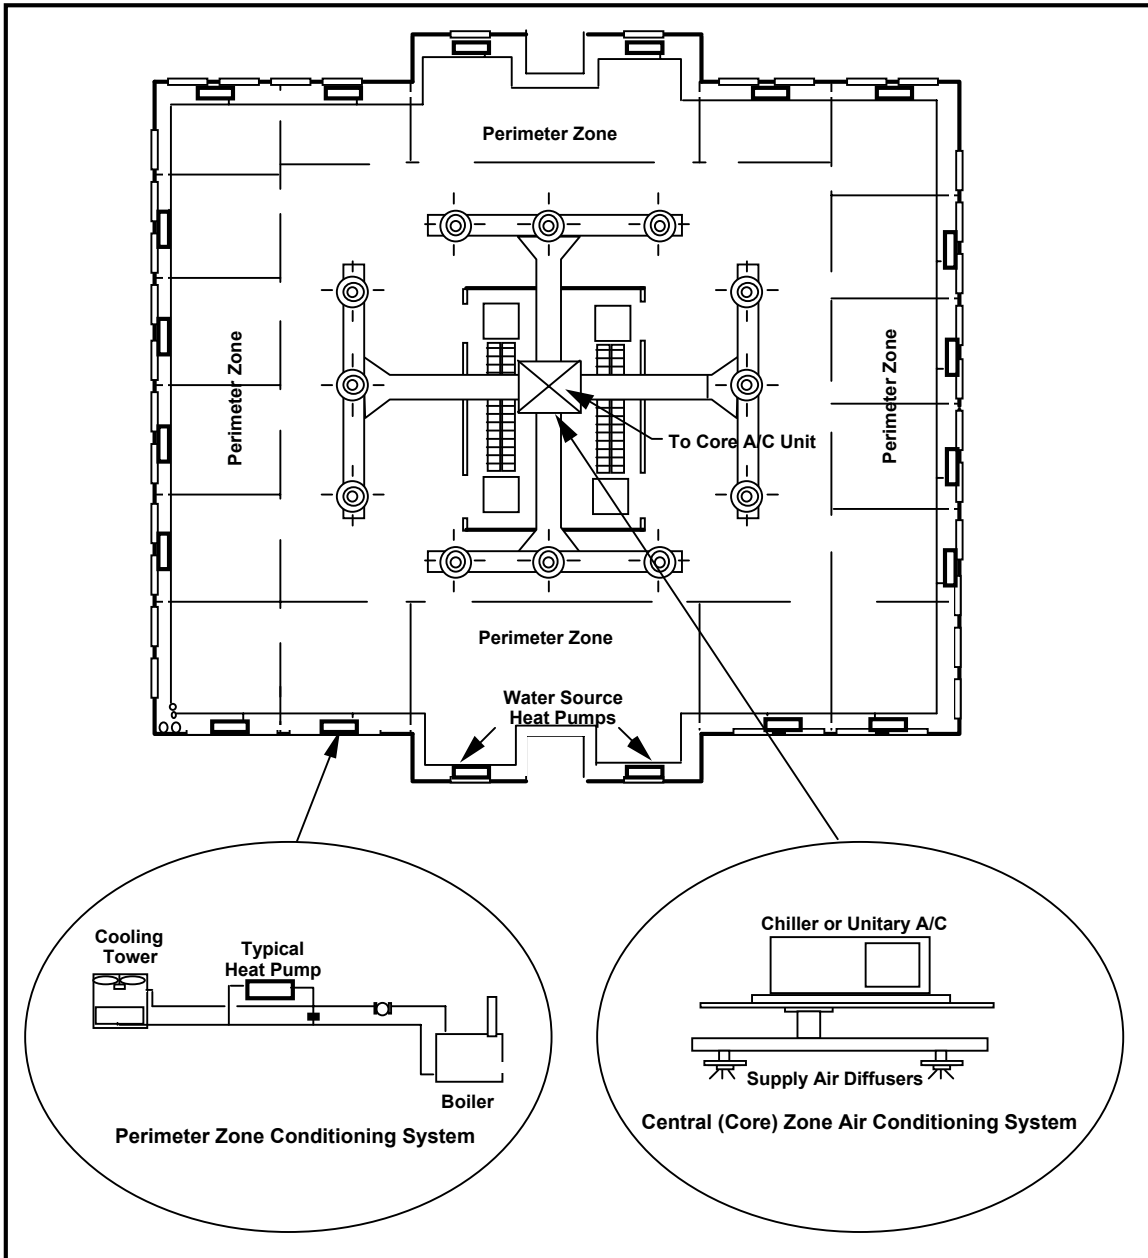 Perimeter Zone
Perimeter Zone
Perimeter Zone
To Core A/C Unit
Perimeter Zone
Water Source
Heat Pumps
Cooling
Tower
Typical
Heat Pump
Boiler
Perimeter Zone Conditioning System
Chiller or Unitary A/C
Supply Air Diffusers
Central (Core) Zone Air Conditioning System